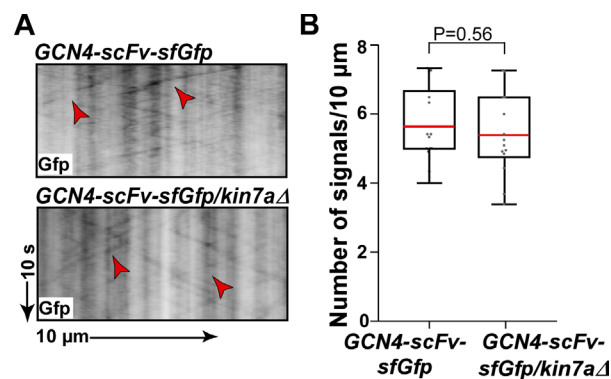 A
GCN4-scFv-sfGfp
Gfp
GCN4-scFv-sfGfp/kin7aΔ
Gfp
10 s
10 µm
B
P=0.56
Number of signals/10 µm
8
6
4
2
0
GCN4-scFv-
sfGfp
GCN4-scFv-
sfGfp/kin7aΔ